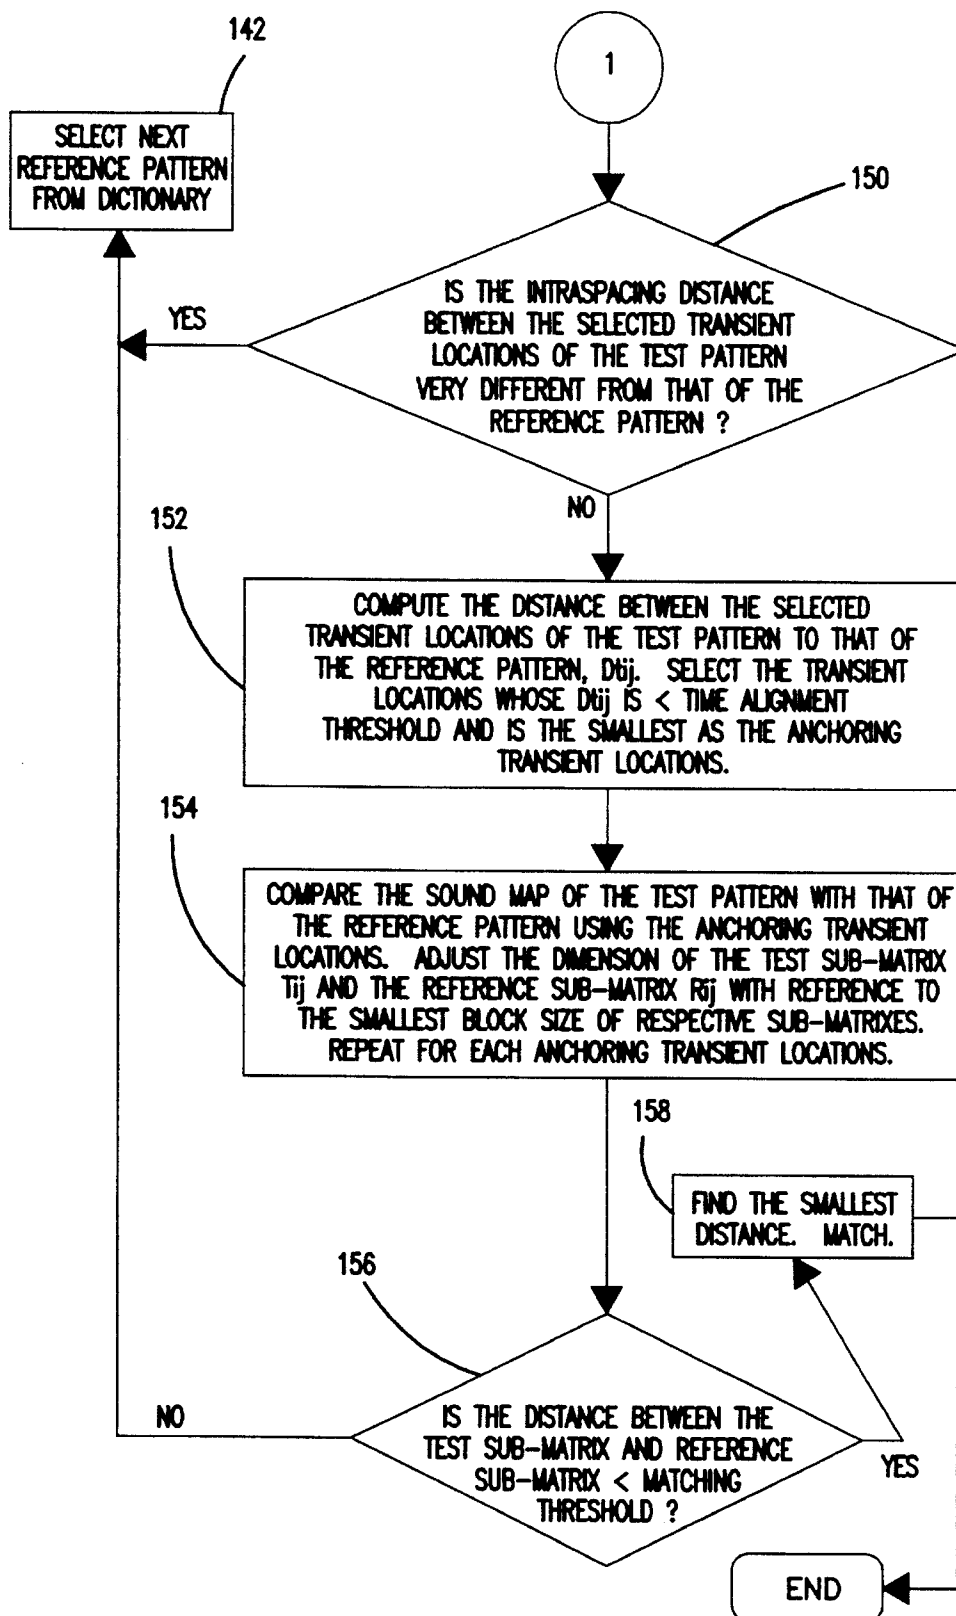 142
1
SELECT NEXT
REFERENCE PATTERN
FROM DICTIONARY
150
IS THE INTRASPACING DISTANCE
BETWEEN THE SELECTED TRANSIENT
LOCATIONS OF THE TEST PATTERN
VERY DIFFERENT FROM THAT OF THE
REFERENCE PATTERN ?
YES
NO
152
COMPUTE THE DISTANCE BETWEEN THE SELECTED
TRANSIENT LOCATIONS OF THE TEST PATTERN TO THAT OF
THE REFERENCE PATTERN, Dtij. SELECT THE TRANSIENT
LOCATIONS WHOSE Dtij IS < TIME ALIGNMENT
THRESHOLD AND IS THE SMALLEST AS THE ANCHORING
TRANSIENT LOCATIONS.
154
COMPARE THE SOUND MAP OF THE TEST PATTERN WITH THAT OF
THE REFERENCE PATTERN USING THE ANCHORING TRANSIENT
LOCATIONS. ADJUST THE DIMENSION OF THE TEST SUB-MATRIX
Tij AND THE REFERENCE SUB-MATRIX Rij WITH REFERENCE TO
THE SMALLEST BLOCK SIZE OF RESPECTIVE SUB-MATRIXES.
REPEAT FOR EACH ANCHORING TRANSIENT LOCATIONS.
158
FIND THE SMALLEST
DISTANCE. MATCH.
156
IS THE DISTANCE BETWEEN THE
TEST SUB-MATRIX AND REFERENCE
SUB-MATRIX < MATCHING
THRESHOLD ?
NO
YES
END